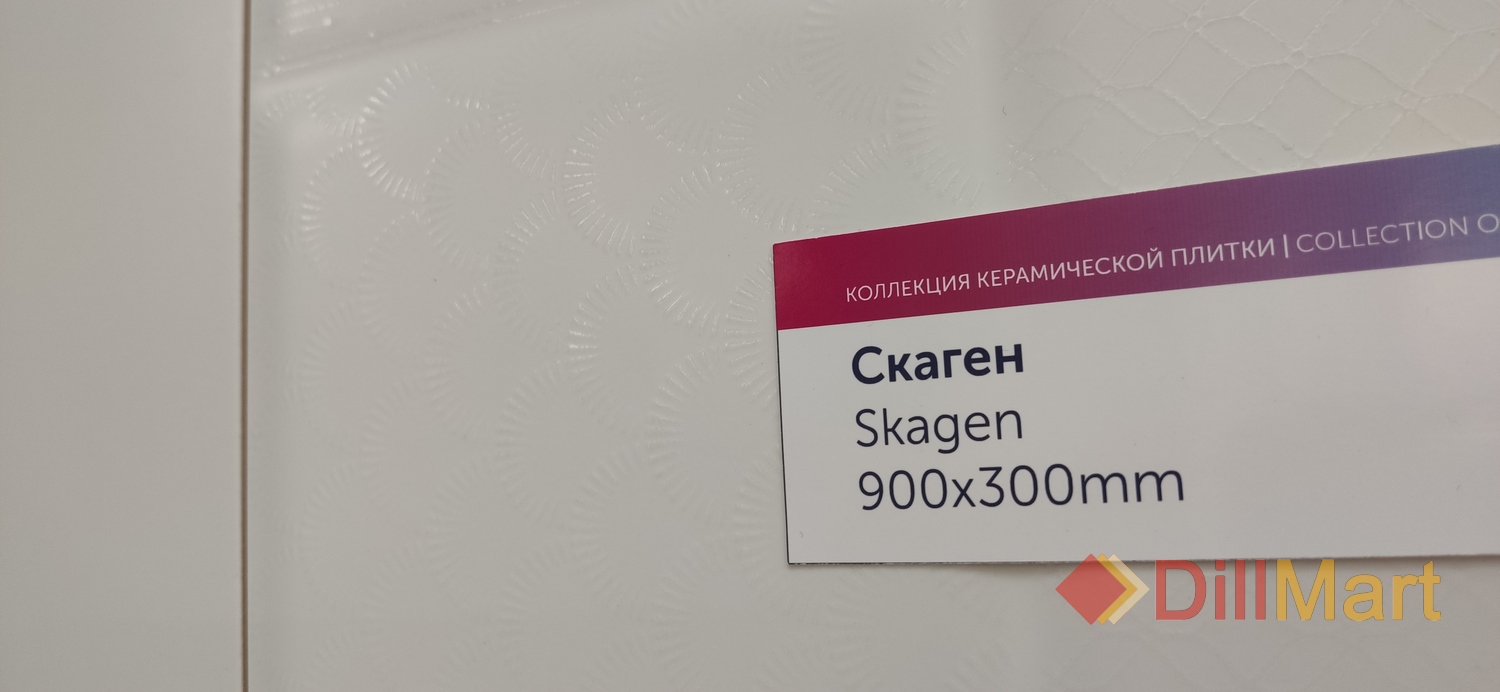 КОЛЛЕКЦИЯ КЕРАМИЧЕСКОЙ ПЛИТКИ | COLLECTION
Скаген
Skagen
900x300mm
DillMart